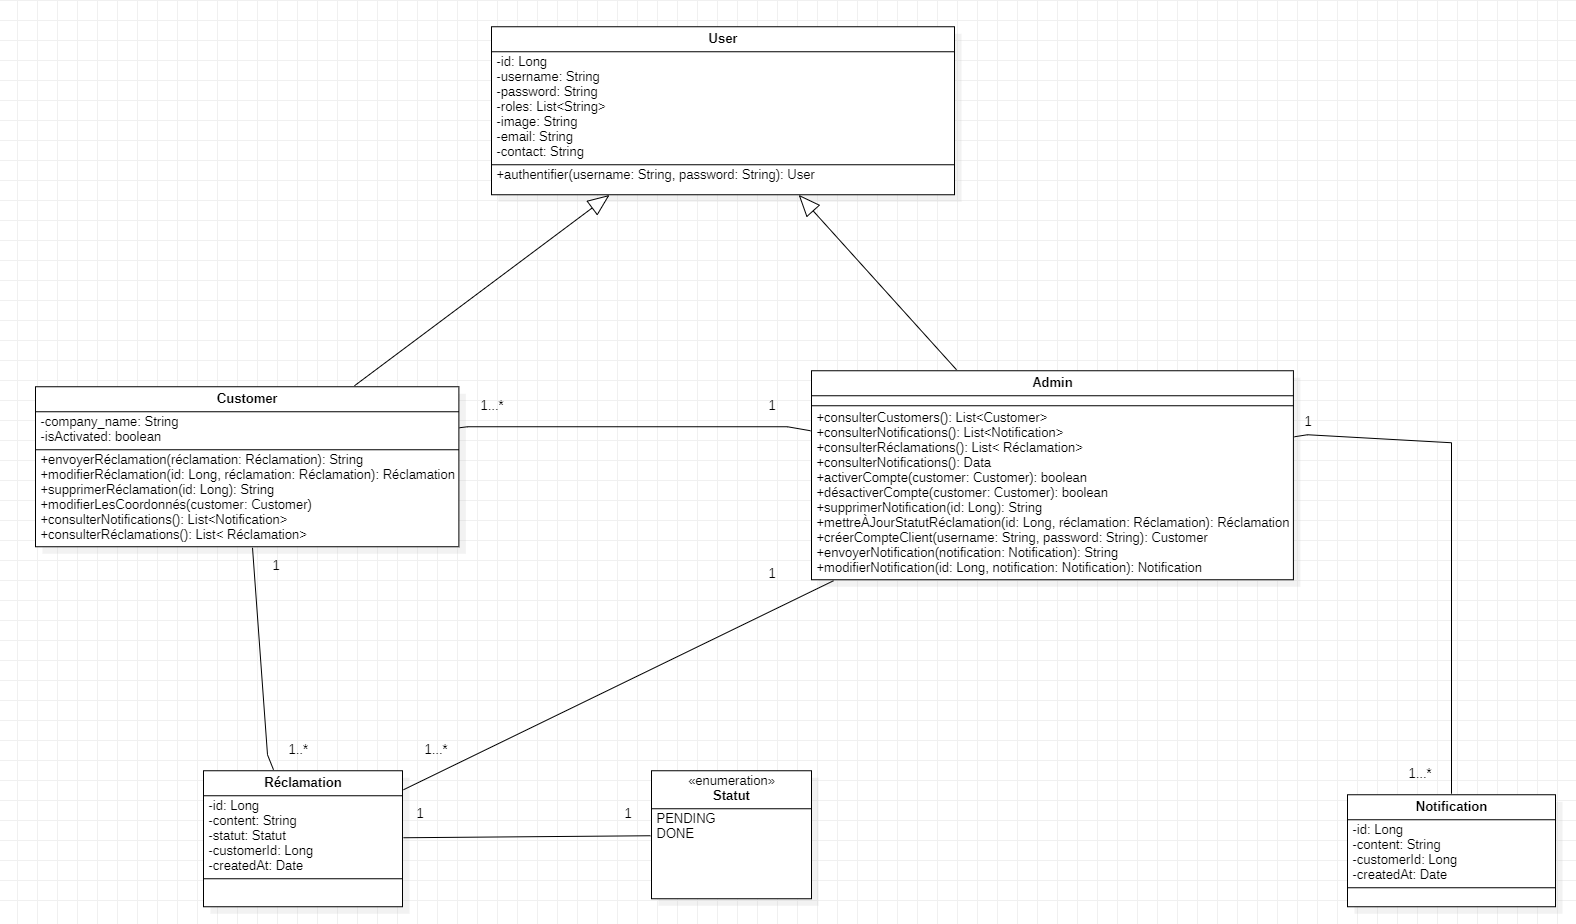 User
-id: Long
-username: String
-password: String
-roles: List<String>
-image: String
-email: String
-contact: String
+authentifier(username: String, password: String): User
Customer
-company_name: String
-isActivated: boolean
+envoyerRéclamation(réclamation: Réclamation): String
+modifierRéclamation(id: Long, réclamation: Réclamation): Réclamation
+supprimerRéclamation(id: Long): String
+modifierLesCoordonnés(customer: Customer)
+consulterNotifications(): List<Notification>
+consulterRéclamations(): List< Réclamation>
1...*
1
Admin
+consulterCustomers(): List<Customer>
+consulterNotifications(): List<Notification>
+consulterRéclamations(): List< Réclamation>
+consulterNotifications(): Data
+activerCompte(customer: Customer): boolean
+désactiverCompte(customer: Customer): boolean
+supprimerNotification(id: Long): String
+mettreÀJourStatutRéclamation(id: Long, réclamation: Réclamation): Réclamation
+créerCompteClient(username: String, password: String): Customer
+envoyerNotification(notification: Notification): String
+modifierNotification(id: Long, notification: Notification): Notification
1
1
1
1..*
1...*
Réclamation
-id: Long
-content: String
-statut: Statut
-customerId: Long
-createdAt: Date
1
1
«enumeration»
Statut
PENDING
DONE
1...*
Notification
-id: Long
-content: String
-customerId: Long
-createdAt: Date